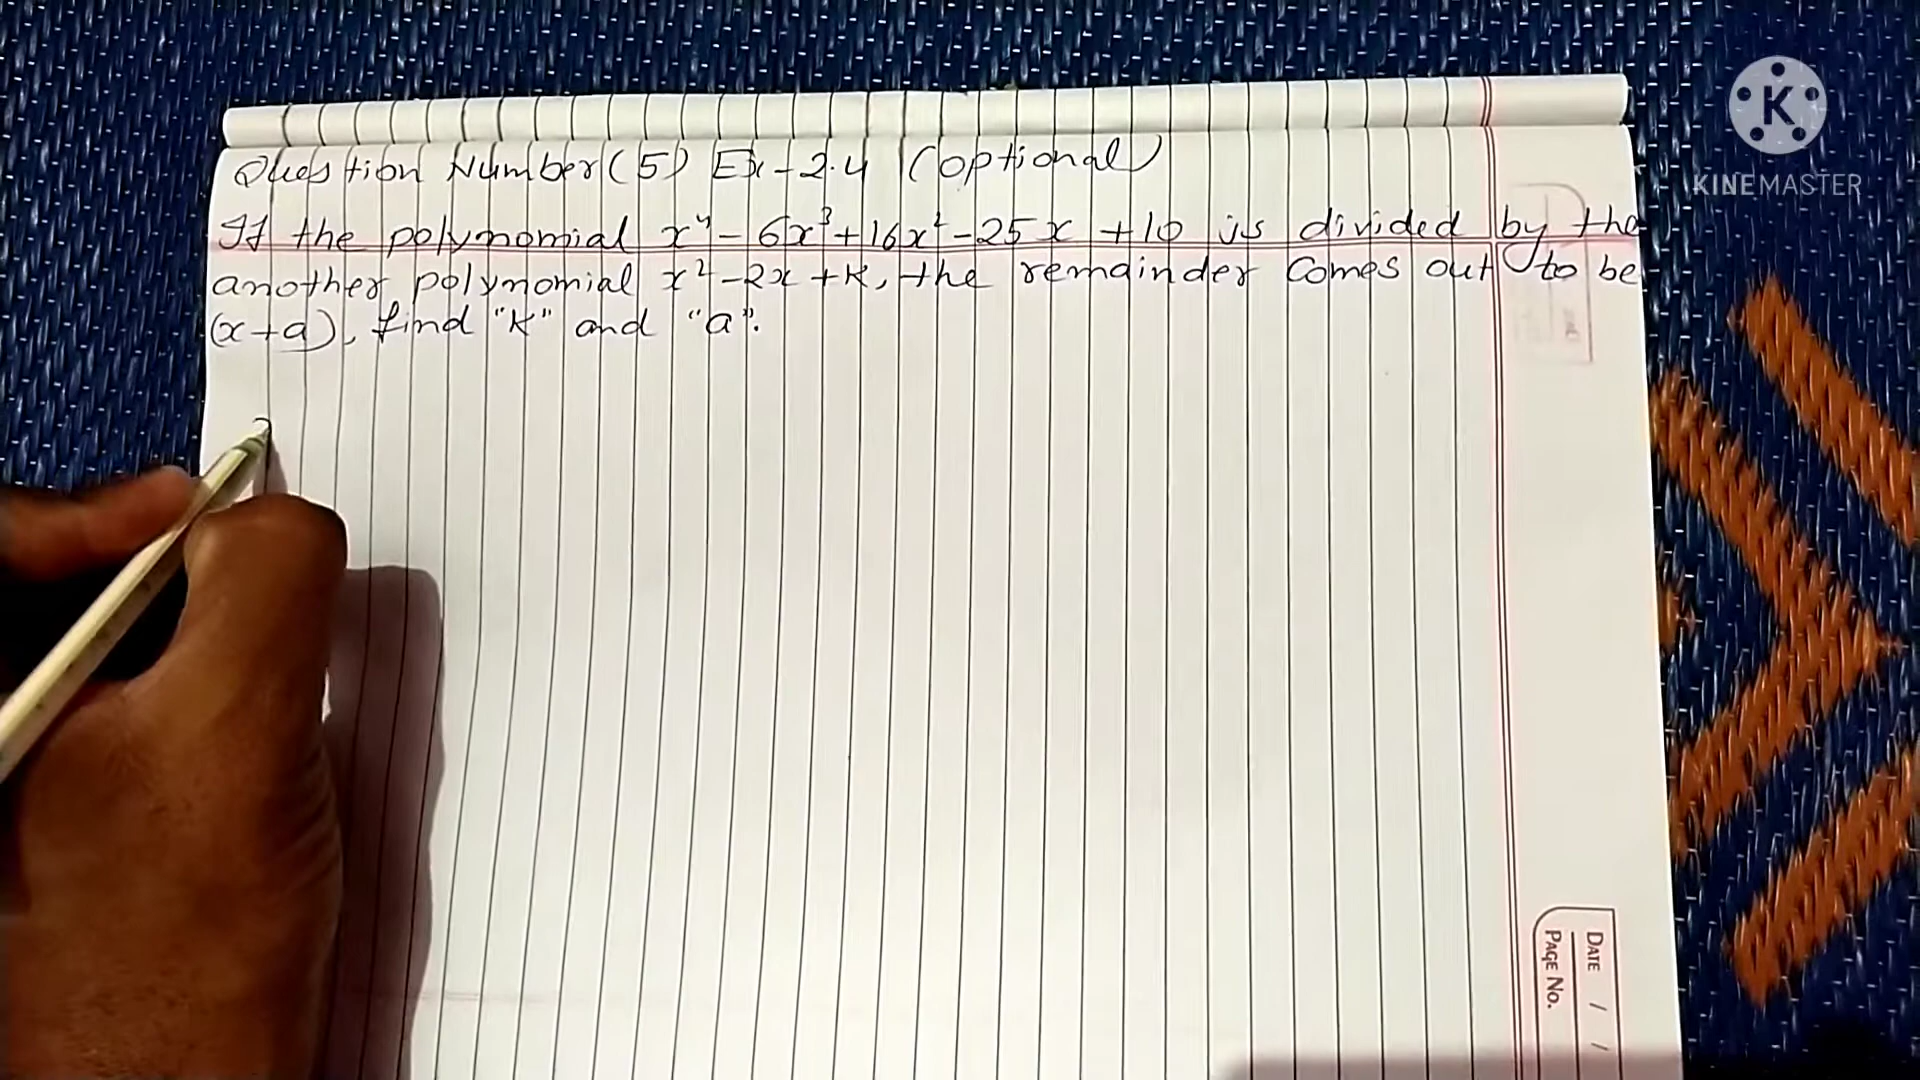 Question Number (5) Ex-2.4 (optional)
If the polynomial x⁴ - 6x³ + 16x² - 25x + 10 is divided by the
another polynomial x² - 2x + K, the remainder comes out to be
(x+a), find "K" and "a".
K
KINEMASTER
DATE / /
PAGE NO.